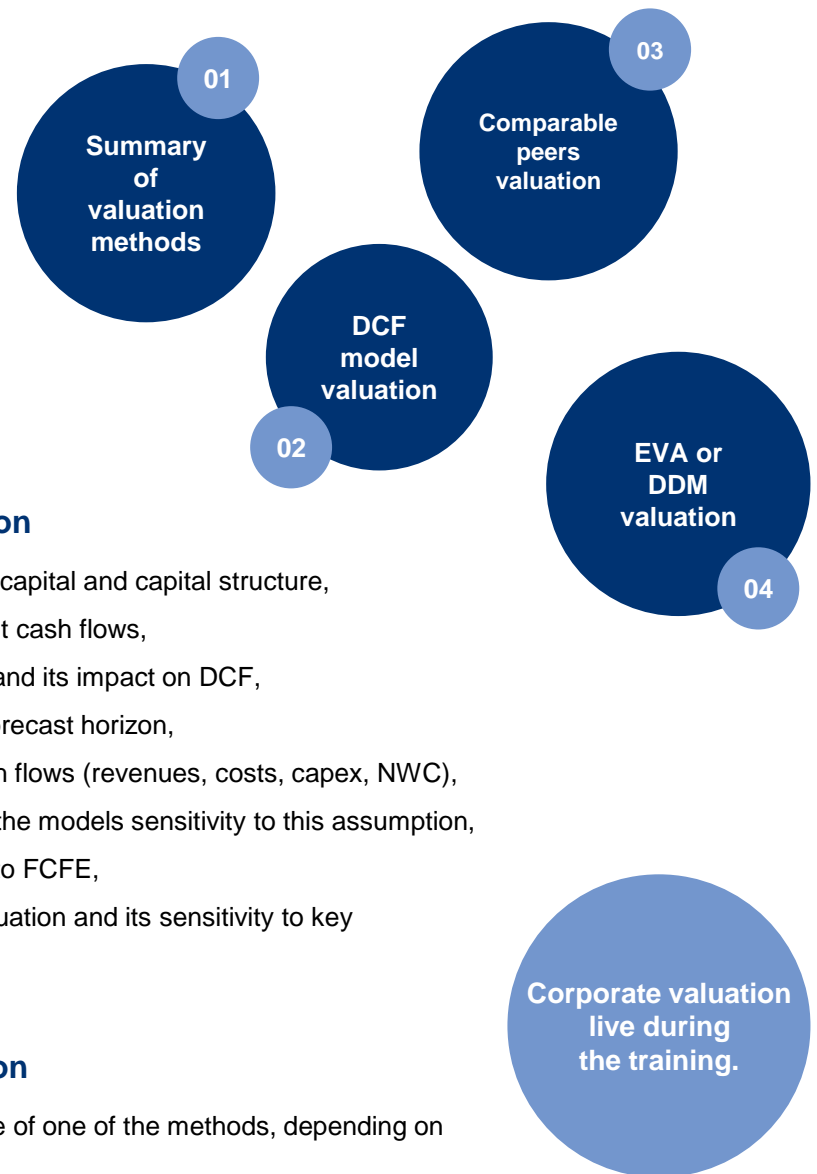 01
Summary
of
valuation
methods
03
Comparable
peers
valuation
DCF
model
valuation
02
EVA or
DDM
valuation
04
on
capital and capital structure,
t cash flows,
and its impact on DCF,
recast horizon,
n flows (revenues, costs, capex, NWC),
the models sensitivity to this assumption,
o FCFE,
uation and its sensitivity to key
Corporate valuation
live during
the training.
on
e of one of the methods, depending on